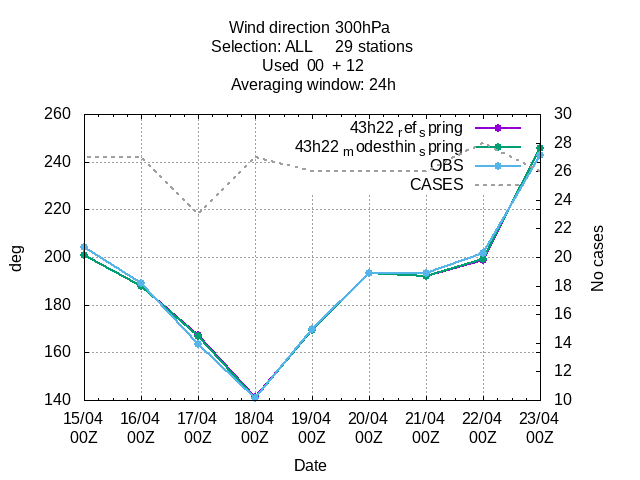 Wind direction 300hPa
Selection: ALL 29 stations
Used 00 + 12
Averaging window: 24h
260 30
43h22 ref spring
28
43h22 modesthin spring
240 OBS 26
CASES
24
220
22
deg 200 20 No cases
18
180
16
160 14
12
140 10
15/04 16/04 17/04 18/04 19/04 20/04 21/04 22/04 23/04
00Z 00Z 00Z 00Z 00Z 00Z 00Z 00Z 00Z
Date